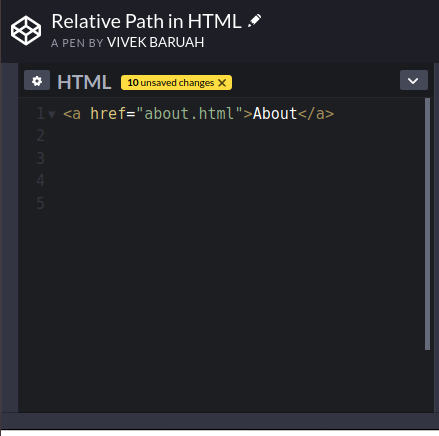 Relative Path in HTML
A PEN BY VIVEK BARUAH
HTML 10 unsaved changes X
1 <a href="about.html">About</a>
2
3
4
5